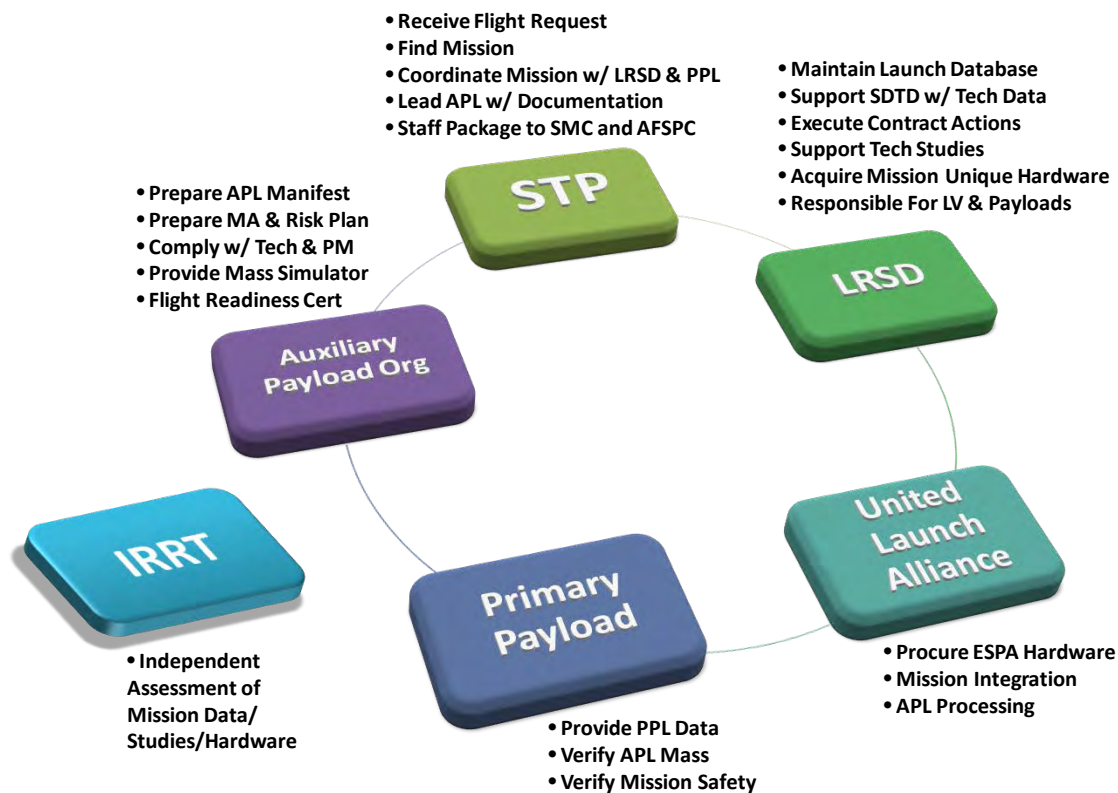 • Receive Flight Request
• Find Mission
• Coordinate Mission w/ LRSD & PPL
• Lead APL w/ Documentation
• Staff Package to SMC and AFSPC
STP
• Maintain Launch Database
• Support SDTD w/ Tech Data
• Execute Contract Actions
• Support Tech Studies
• Acquire Mission Unique Hardware
• Responsible For LV & Payloads
LRSD
• Prepare APL Manifest
• Prepare MA & Risk Plan
• Comply w/ Tech & PM
• Provide Mass Simulator
• Flight Readiness Cert
Auxiliary
Payload Org
United
Launch
Alliance
• Procure ESPA Hardware
• Mission Integration
• APL Processing
Primary
Payload
• Provide PPL Data
• Verify APL Mass
• Verify Mission Safety
IRRT
• Independent
Assessment of
Mission Data/
Studies/Hardware